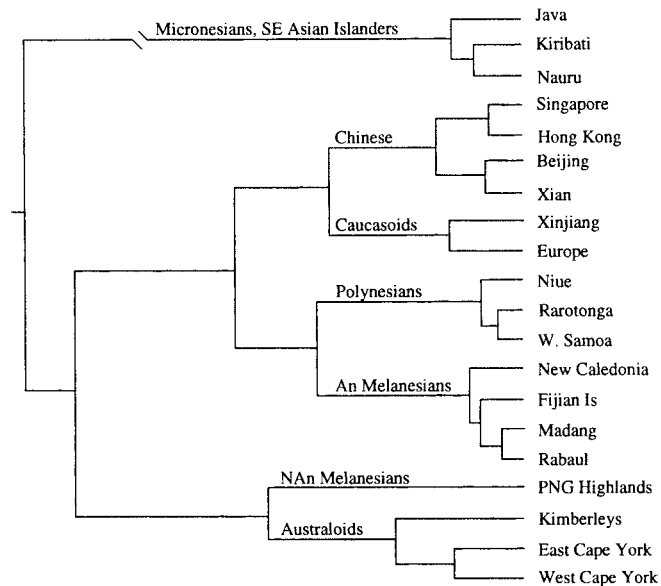 Java
Micronesians, SE Asian Islanders
Kiribati
Nauru
Singapore
Chinese
Hong Kong
Beijing
Xian
Xinjiang
Caucasoids
Europe
Niue
Polynesians
Rarotonga
W. Samoa
New Caledonia
An Melanesians
Fijian Is
Madang
Rabaul
NAn Melanesians
PNG Highlands
Kimberleys
Australoids
East Cape York
West Cape York